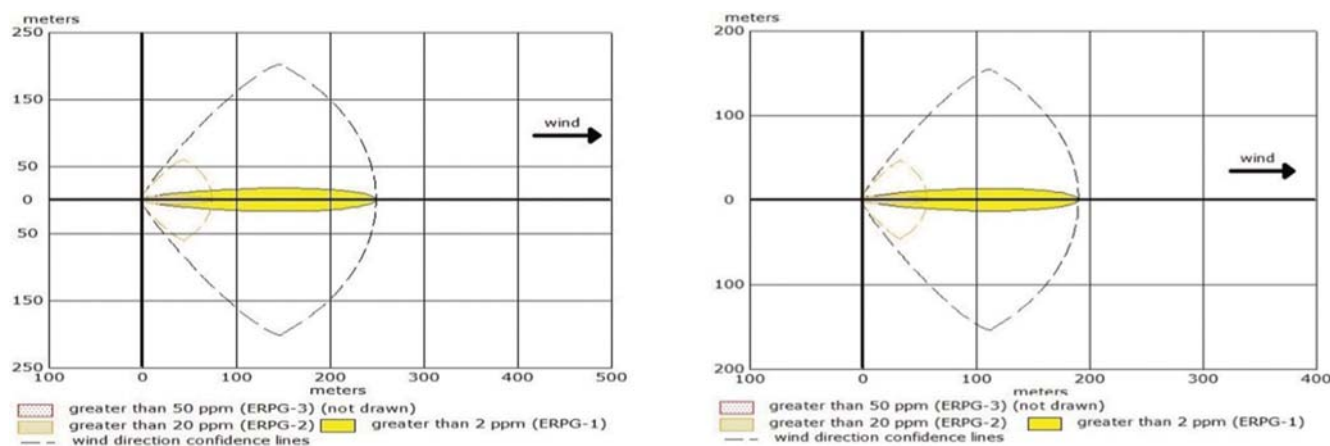 meters
250
150
50
0
50
150
250
wind
100 0 100 200 300 400 500
meters
greater than 50 ppm (ERPG-3) (not drawn)
greater than 20 ppm (ERPG-2) greater than 2 ppm (ERPG-1)
wind direction confidence lines
meters
200
100
0
100
200
wind
100 0 100 200 300 400
meters
greater than 50 ppm (ERPG-3) (not drawn)
greater than 20 ppm (ERPG-2) greater than 2 ppm (ERPG-1)
wind direction confidence lines